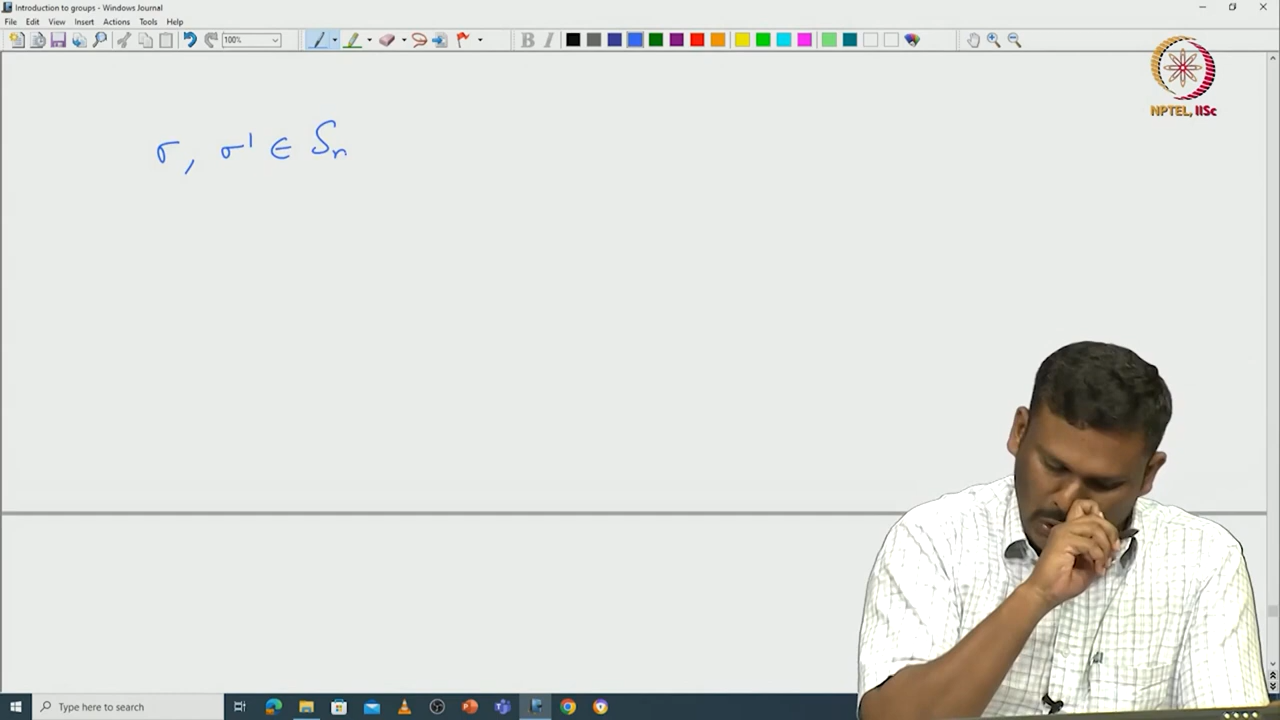 Introduction to groups - Windows Journal
File Edit View Insert Actions Tools Help
100%
B I
NPTEL, IISc
σ, σ' ∈ Sn
Type here to search